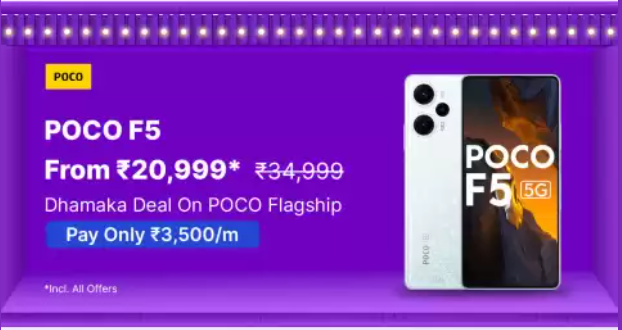 POCO
POCO F5
From ₹20,999* ₹34,999
Dhamaka Deal On POCO Flagship
Pay Only ₹3,500/m
*Incl. All Offers
POCO
F5 5G
POCO